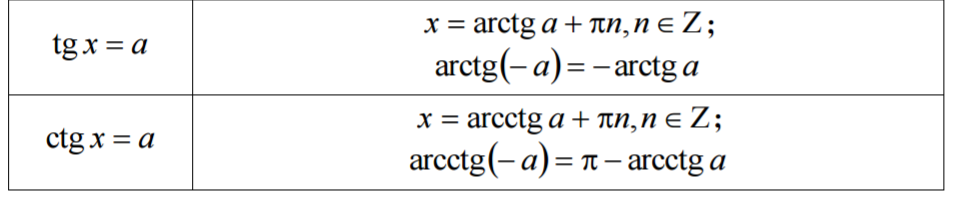 tg x = a
x = arctg a + πn, n ∈ Z;
arctg(– a) = – arctg a
ctg x = a
x = arcctg a + πn, n ∈ Z;
arcctg(– a) = π – arcctg a